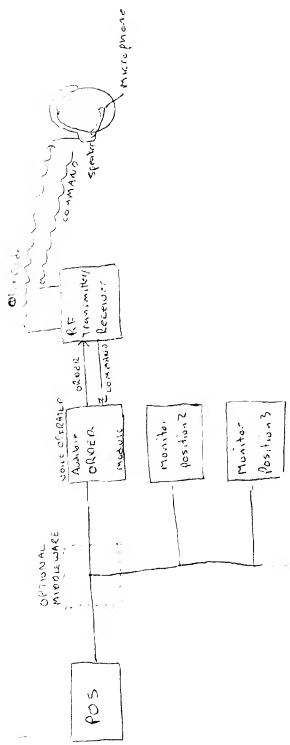 POS
OPTIONAL
MIDDLEWARE
VOICE OPERATED
Audible
ORDER
MODULE
Monitor
Position 2
Monitor
Position 3
ORDER
COMMAND
RF
Transmitter/
Receiver
COMMAND
Speaker
Microphone